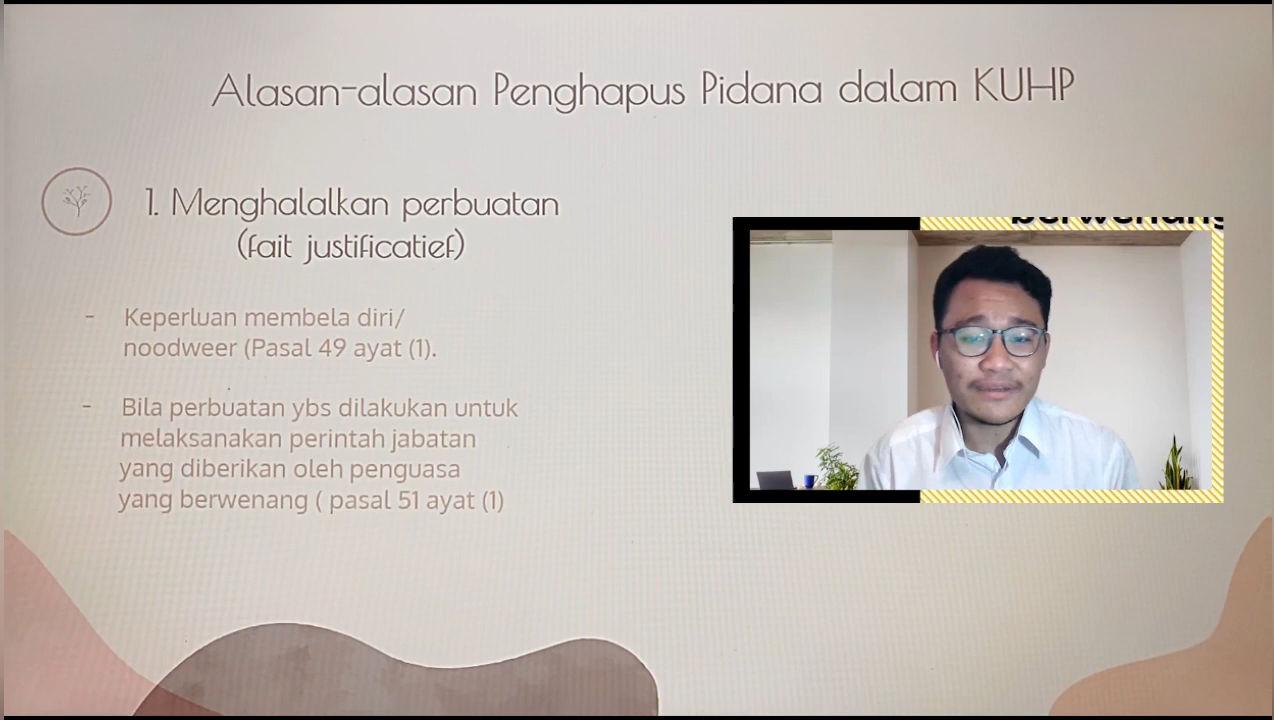 Alasan-alasan Penghapus Pidana dalam KUHP
1. Menghalalkan perbuatan
(fait justificatief)
- Keperluan membela diri/
noodweer (Pasal 49 ayat (1).
- Bila perbuatan ybs dilakukan untuk
melaksanakan perintah jabatan
yang diberikan oleh penguasa
yang berwenang ( pasal 51 ayat (1)
berwenang